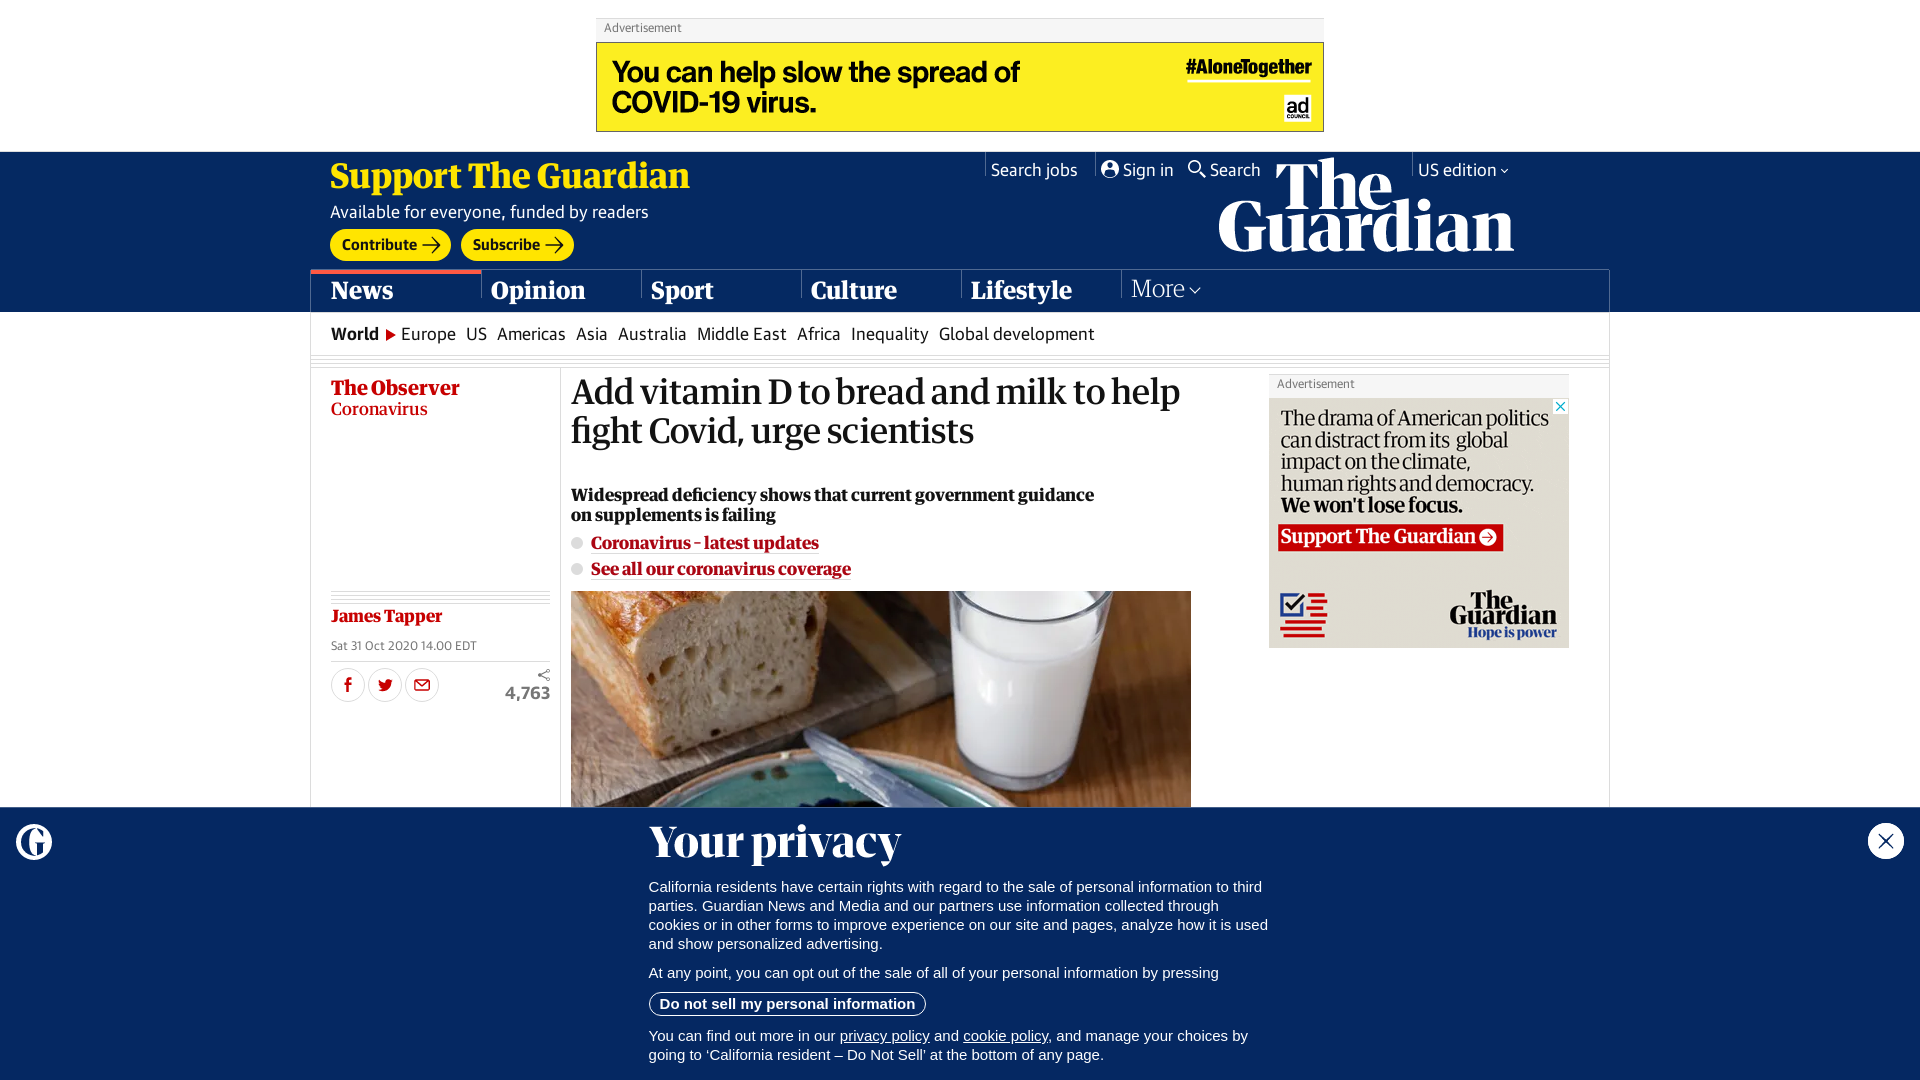 Advertisement
You can help slow the spread of
COVID-19 virus.
#AloneTogether
ad
COUNCIL
Support The Guardian
Available for everyone, funded by readers
Contribute
Subscribe
Search jobs
Sign in
Search
US edition
The
Guardian
News
Opinion
Sport
Culture
Lifestyle
More
World
Europe
US
Americas
Asia
Australia
Middle East
Africa
Inequality
Global development
The Observer
Coronavirus
Add vitamin D to bread and milk to help
fight Covid, urge scientists
Widespread deficiency shows that current government guidance
on supplements is failing
Coronavirus – latest updates
See all our coronavirus coverage
James Tapper
Sat 31 Oct 2020 14.00 EDT
4,763
Advertisement
The drama of American politics
can distract from its global
impact on the climate,
human rights and democracy.
We won't lose focus.
Support The Guardian
The
Guardian
Hope is power
Your privacy
California residents have certain rights with regard to the sale of personal information to third
parties. Guardian News and Media and our partners use information collected through
cookies or in other forms to improve experience on our site and pages, analyze how it is used
and show personalized advertising.
At any point, you can opt out of the sale of all of your personal information by pressing
Do not sell my personal information
You can find out more in our privacy policy and cookie policy, and manage your choices by
going to ‘California resident – Do Not Sell’ at the bottom of any page.